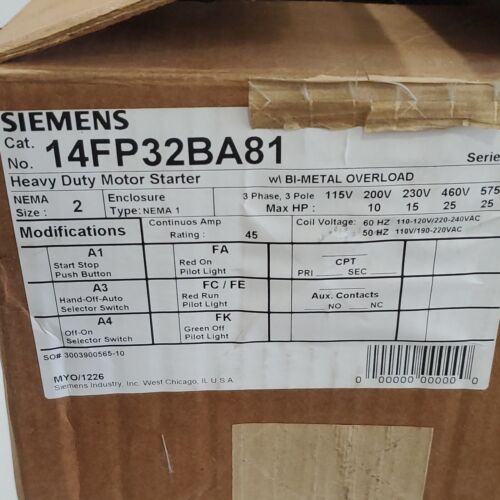 SIEMENS
Cat. No. 14FP32BA81 Serie
Heavy Duty Motor Starter w\ BI-METAL OVERLOAD
NEMA Size : 2
Enclosure Type: NEMA 1
3 Phase, 3 Pole 115V 200V 230V 460V 575
Max HP : 10 15 25 25
Modifications
Continuos Amp Rating : 45
Coil Voltage: 60 HZ 110-120V/220-240VAC
50 HZ 110V/190-220VAC
A1
Start Stop
Push Button
FA
Red On
Pilot Light
CPT
PRI SEC
A3
Hand-Off-Auto
Selector Switch
FC / FE
Red Run
Pilot Light
Aux. Contacts
NO NC
A4
Off-On
Selector Switch
FK
Green Off
Pilot Light
SO# 3003900565-10
MYO/1226
Siemens Industry, Inc. West Chicago, IL U.S.A
0 00000 00000 0